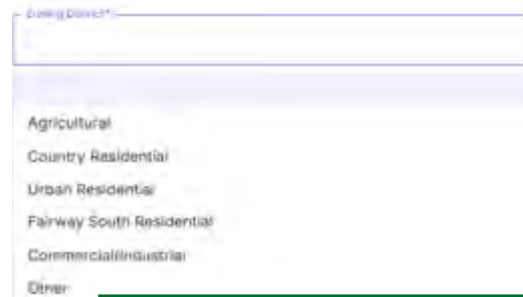 Zoning District *
Agricultural
Country Residential
Urban Residential
Fairway South Residential
Commercial/Industrial
Other